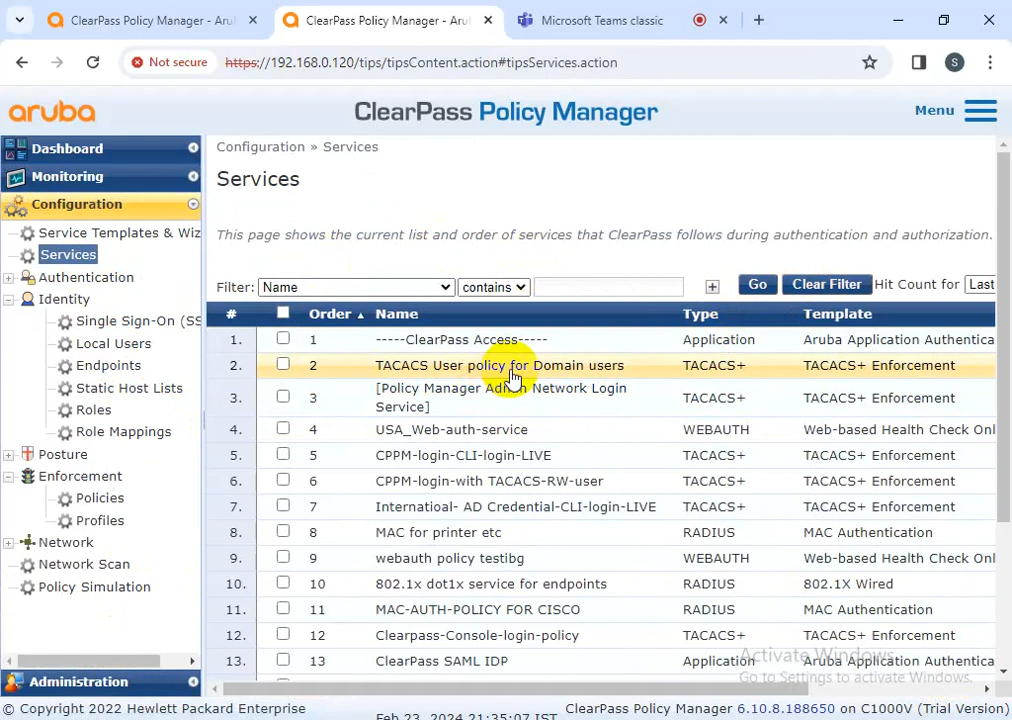 ClearPass Policy Manager - Aru
ClearPass Policy Manager - Aru
Microsoft Teams classic
Not secure https://192.168.0.120/tips/tipsContent.action#tipsServices.action
S
aruba
ClearPass Policy Manager
Menu
Dashboard
Monitoring
Configuration
Service Templates & Wiz
Services
Authentication
Identity
Single Sign-On (SS
Local Users
Endpoints
Static Host Lists
Roles
Role Mappings
Posture
Enforcement
Policies
Profiles
Network
Network Scan
Policy Simulation
Administration
Configuration » Services
Services
This page shows the current list and order of services that ClearPass follows during authentication and authorization.
Filter: Name contains Go Clear Filter Hit Count for Last
# Order Name Type Template
1. 1 -----ClearPass Access----- Application Aruba Application Authentica
2. 2 TACACS User policy for Domain users TACACS+ TACACS+ Enforcement
3. 3 [Policy Manager Admin Network Login Service] TACACS+ TACACS+ Enforcement
4. 4 USA_Web-auth-service WEBAUTH Web-based Health Check Onl
5. 5 CPPM-login-CLI-login-LIVE TACACS+ TACACS+ Enforcement
6. 6 CPPM-login-with TACACS-RW-user TACACS+ TACACS+ Enforcement
7. 7 Internatioal- AD Credential-CLI-login-LIVE TACACS+ TACACS+ Enforcement
8. 8 MAC for printer etc RADIUS MAC Authentication
9. 9 webauth policy testibg WEBAUTH Web-based Health Check Onl
10. 10 802.1x dot1x service for endpoints RADIUS 802.1X Wired
11. 11 MAC-AUTH-POLICY FOR CISCO RADIUS MAC Authentication
12. 12 Clearpass-Console-login-policy TACACS+ TACACS+ Enforcement
13. 13 ClearPass SAML IDP Application Aruba Application Authentica
Activate Windows
Go to Settings to activate Windows.
© Copyright 2022 Hewlett Packard Enterprise
Feb 23, 2024 21:35:07 IST
ClearPass Policy Manager 6.10.8.188650 on C1000V (Trial Version)